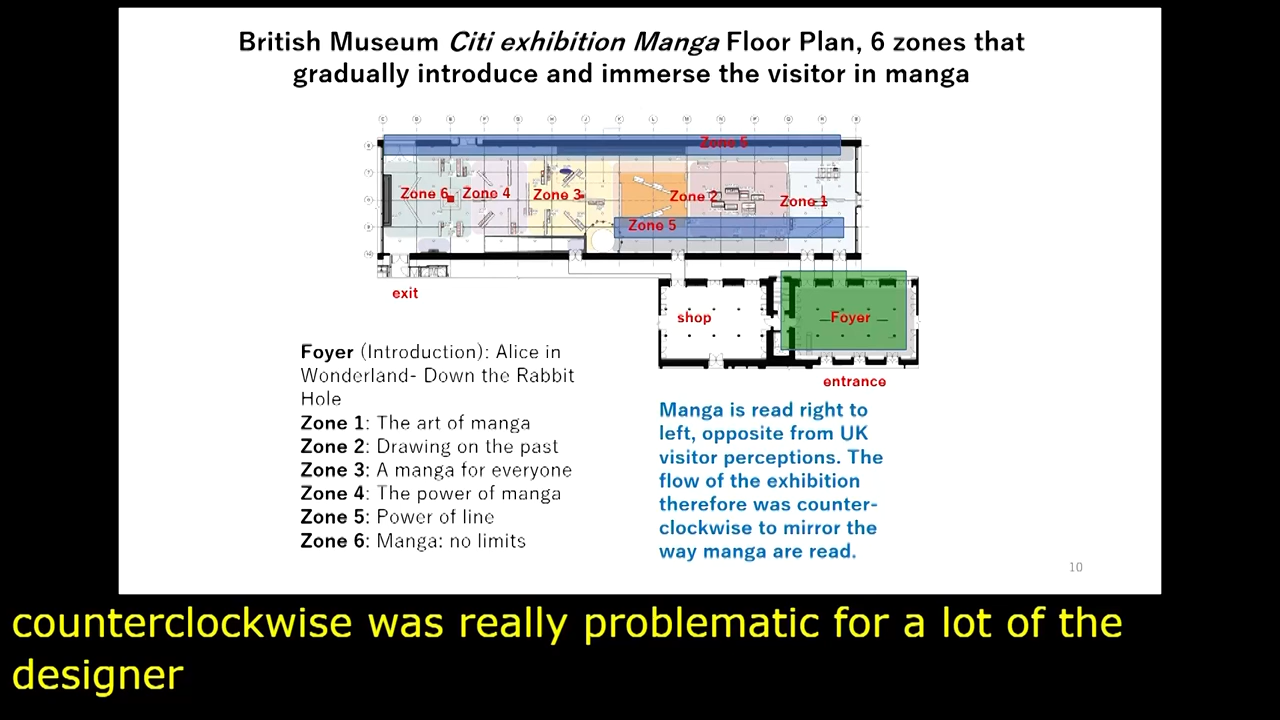 British Museum Citi exhibition Manga Floor Plan, 6 zones that
gradually introduce and immerse the visitor in manga
Zone 5
Zone 6
Zone 4
Zone 3
Zone 2
Zone 1
Zone 5
exit
shop
Foyer
entrance
Foyer (Introduction): Alice in
Wonderland- Down the Rabbit
Hole
Zone 1: The art of manga
Zone 2: Drawing on the past
Zone 3: A manga for everyone
Zone 4: The power of manga
Zone 5: Power of line
Zone 6: Manga: no limits
Manga is read right to
left, opposite from UK
visitor perceptions. The
flow of the exhibition
therefore was counter-
clockwise to mirror the
way manga are read.
10
counterclockwise was really problematic for a lot of the
designer